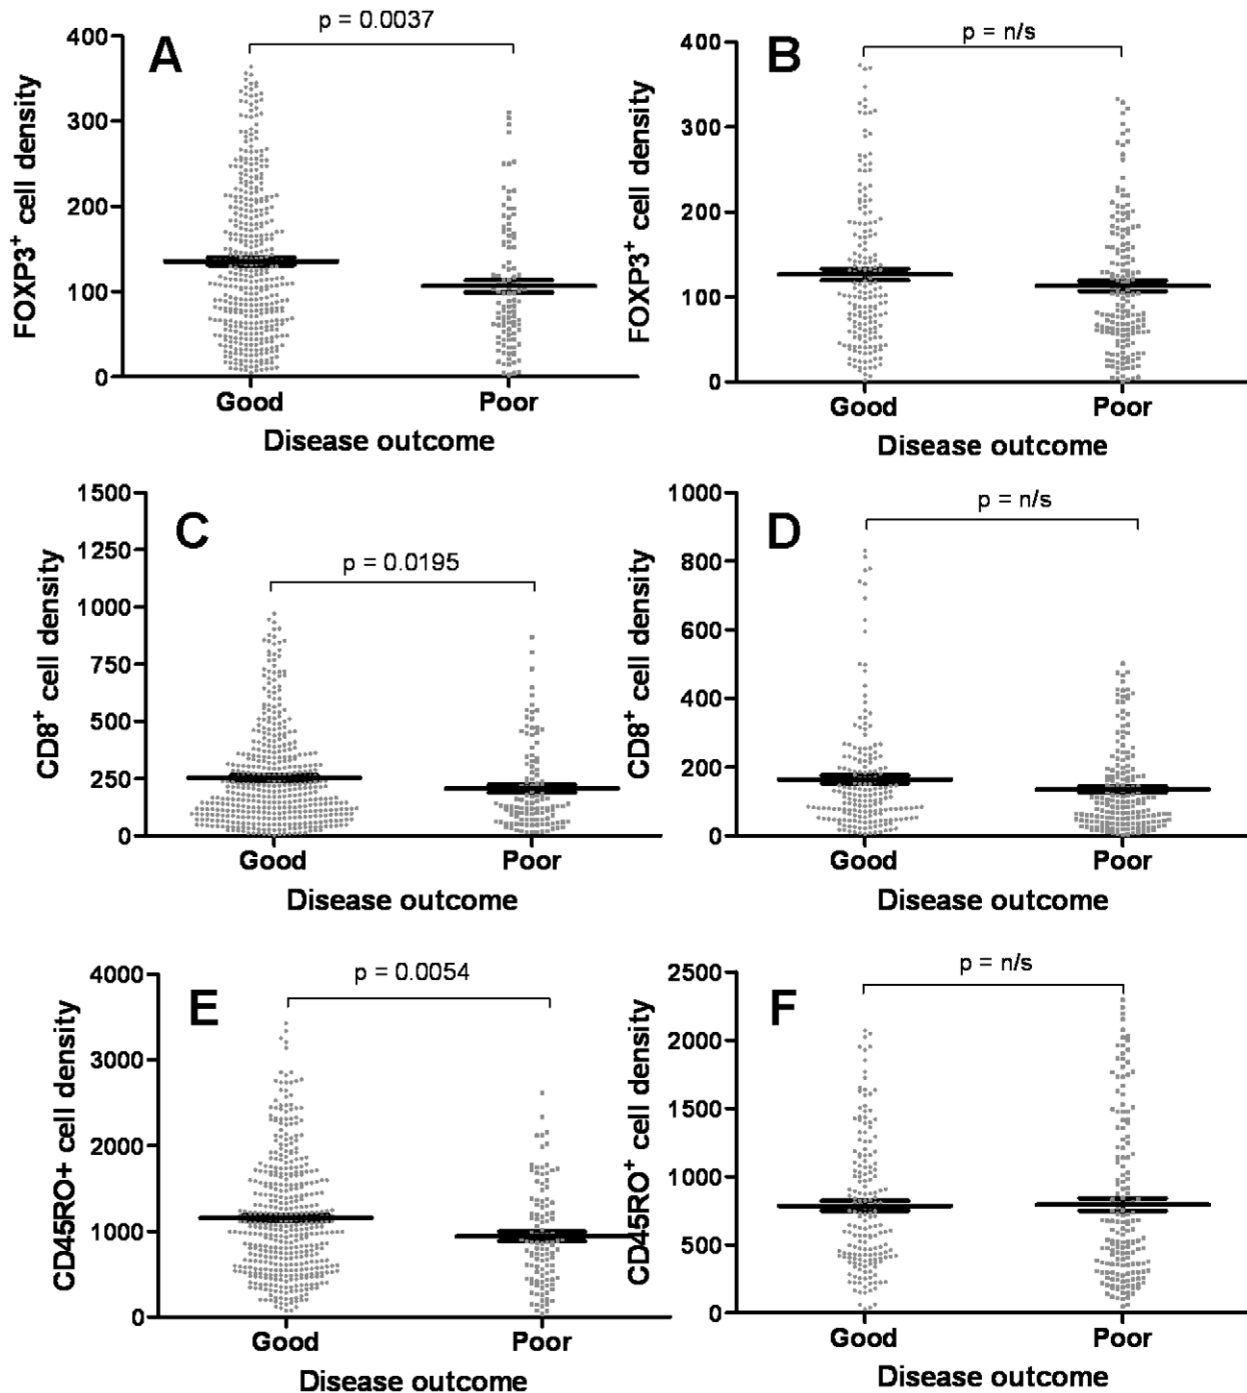 p = 0.0037
A
400
300
200
100
0
FOXP3⁺ cell density
Good
Poor
Disease outcome
p = n/s
B
400
300
200
100
0
FOXP3⁺ cell density
Good
Poor
Disease outcome
p = 0.0195
C
1500
1250
1000
750
500
250
0
CD8⁺ cell density
Good
Poor
Disease outcome
p = n/s
D
1000
800
600
400
200
0
CD8⁺ cell density
Good
Poor
Disease outcome
p = 0.0054
E
4000
3000
2000
1000
0
CD45RO+ cell density
Good
Poor
Disease outcome
p = n/s
F
2500
2000
1500
1000
500
0
CD45RO⁺ cell density
Good
Poor
Disease outcome